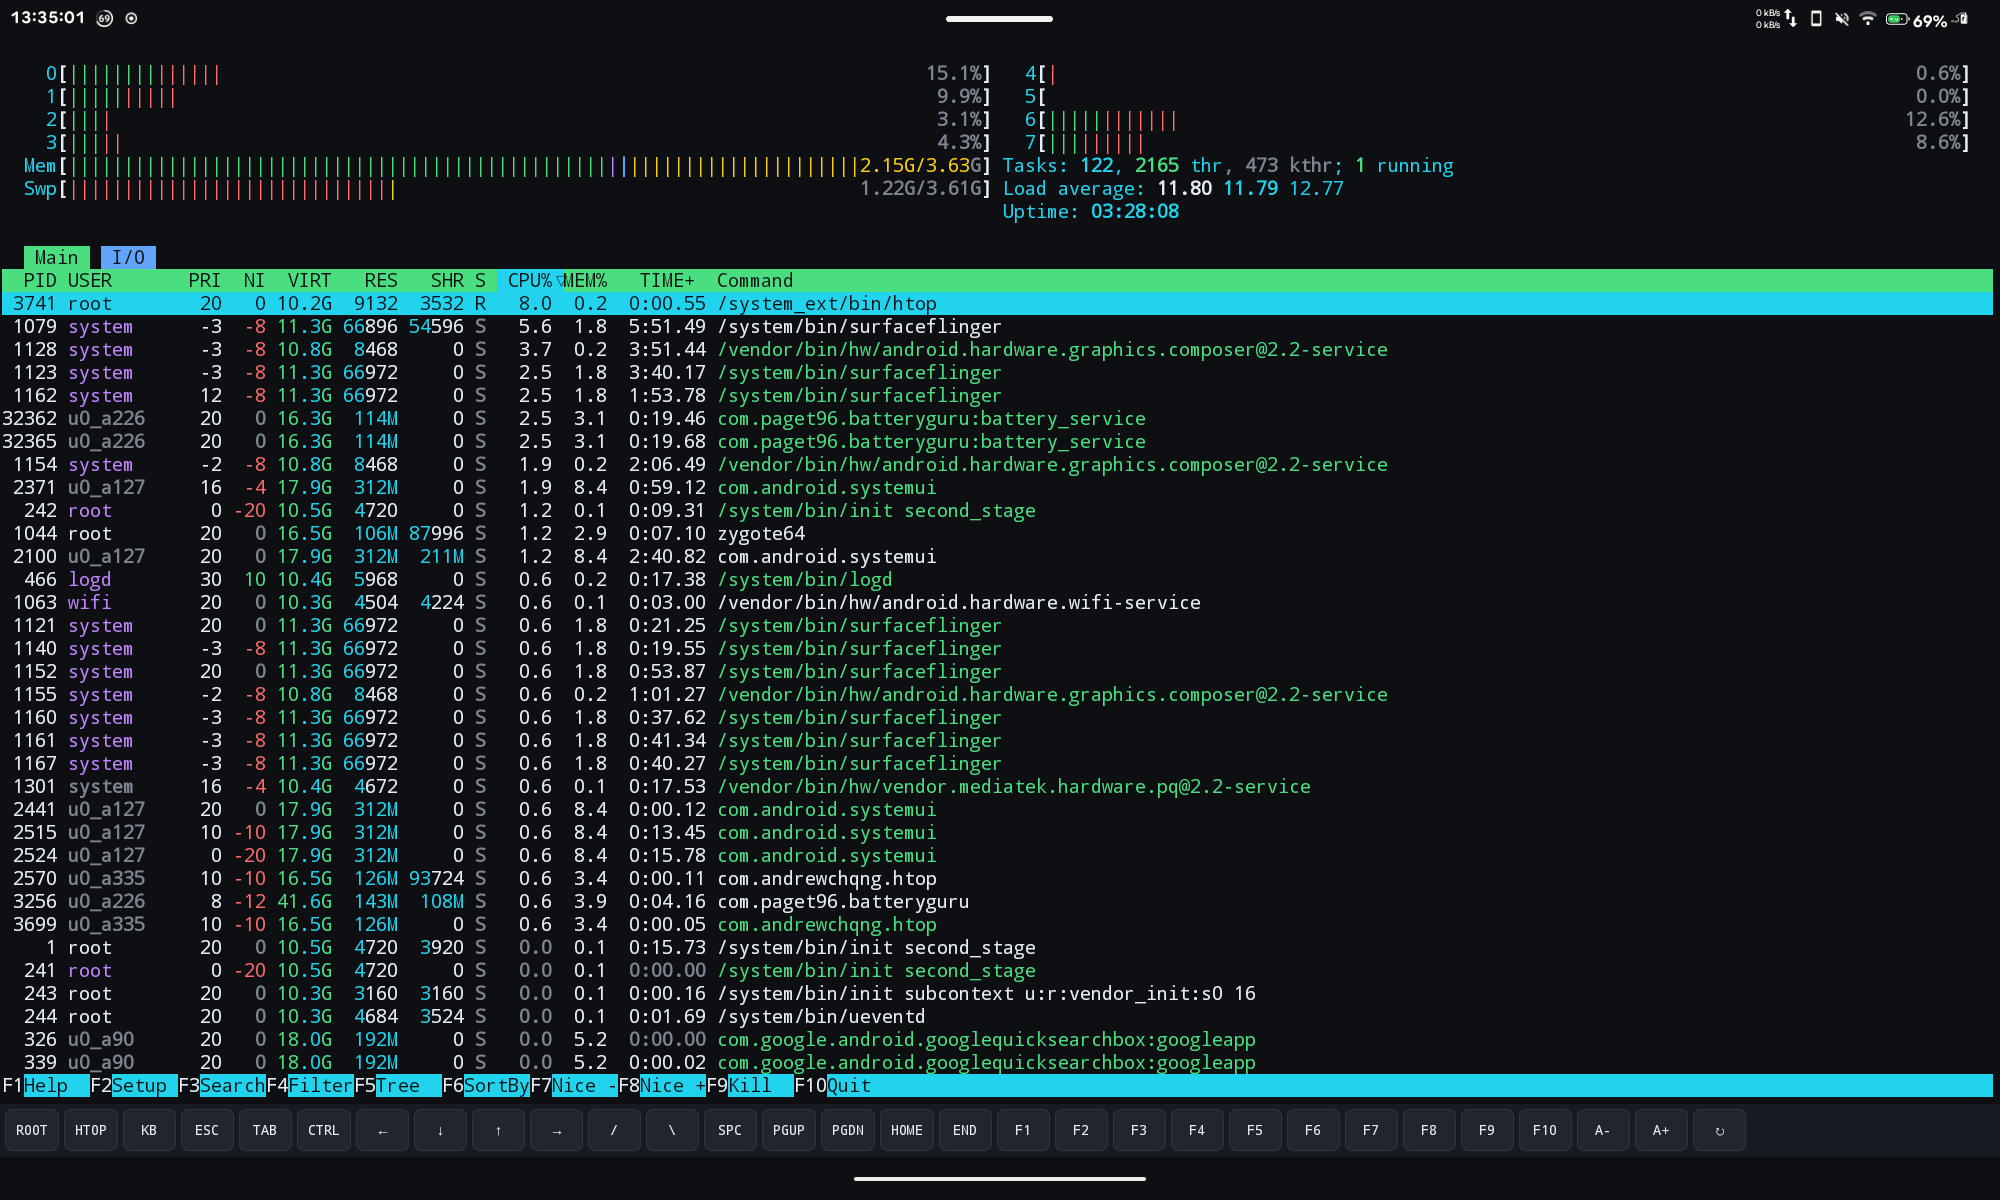 13:35:01 69 0 kB/s 0 kB/s 69%
0[|||||||||||||| 15.1%] 4[| 0.6%]
1[|||||||||| 9.9%] 5[ 0.0%]
2[|||| 3.1%] 6[|||||||||||| 12.6%]
3[||||| 4.3%] 7[||||||||| 8.6%]
Mem[||||||||||||||||||||||||||||||||||||||||||||||||||||||||||||||||||||||||2.15G/3.63G] Tasks: 122, 2165 thr, 473 kthr; 1 running
Swp[|||||||||||||||||||||||||||||| 1.22G/3.61G] Load average: 11.80 11.79 12.77
Uptime: 03:28:08
Main I/O
PID USER PRI NI VIRT RES SHR S CPU%▽MEM% TIME+ Command
3741 root 20 0 10.2G 9132 3532 R 8.0 0.2 0:00.55 /system_ext/bin/htop
1079 system -3 -8 11.3G 66896 54596 S 5.6 1.8 5:51.49 /system/bin/surfaceflinger
1128 system -3 -8 10.8G 8468 0 S 3.7 0.2 3:51.44 /vendor/bin/hw/android.hardware.graphics.composer@2.2-service
1123 system -3 -8 11.3G 66972 0 S 2.5 1.8 3:40.17 /system/bin/surfaceflinger
1162 system 12 -8 11.3G 66972 0 S 2.5 1.8 1:53.78 /system/bin/surfaceflinger
32362 u0_a226 20 0 16.3G 114M 0 S 2.5 3.1 0:19.46 com.paget96.batteryguru:battery_service
32365 u0_a226 20 0 16.3G 114M 0 S 2.5 3.1 0:19.68 com.paget96.batteryguru:battery_service
1154 system -2 -8 10.8G 8468 0 S 1.9 0.2 2:06.49 /vendor/bin/hw/android.hardware.graphics.composer@2.2-service
2371 u0_a127 16 -4 17.9G 312M 0 S 1.9 8.4 0:59.12 com.android.systemui
242 root 0 -20 10.5G 4720 0 S 1.2 0.1 0:09.31 /system/bin/init second_stage
1044 root 20 0 16.5G 106M 87996 S 1.2 2.9 0:07.10 zygote64
2100 u0_a127 20 0 17.9G 312M 211M S 1.2 8.4 2:40.82 com.android.systemui
466 logd 30 10 10.4G 5968 0 S 0.6 0.2 0:17.38 /system/bin/logd
1063 wifi 20 0 10.3G 4504 4224 S 0.6 0.1 0:03.00 /vendor/bin/hw/android.hardware.wifi-service
1121 system 20 0 11.3G 66972 0 S 0.6 1.8 0:21.25 /system/bin/surfaceflinger
1140 system -3 -8 11.3G 66972 0 S 0.6 1.8 0:19.55 /system/bin/surfaceflinger
1152 system 20 0 11.3G 66972 0 S 0.6 1.8 0:53.87 /system/bin/surfaceflinger
1155 system -2 -8 10.8G 8468 0 S 0.6 0.2 1:01.27 /vendor/bin/hw/android.hardware.graphics.composer@2.2-service
1160 system -3 -8 11.3G 66972 0 S 0.6 1.8 0:37.62 /system/bin/surfaceflinger
1161 system -3 -8 11.3G 66972 0 S 0.6 1.8 0:41.34 /system/bin/surfaceflinger
1167 system -3 -8 11.3G 66972 0 S 0.6 1.8 0:40.27 /system/bin/surfaceflinger
1301 system 16 -4 10.4G 4672 0 S 0.6 0.1 0:17.53 /vendor/bin/hw/vendor.mediatek.hardware.pq@2.2-service
2441 u0_a127 20 0 17.9G 312M 0 S 0.6 8.4 0:00.12 com.android.systemui
2515 u0_a127 10 -10 17.9G 312M 0 S 0.6 8.4 0:13.45 com.android.systemui
2524 u0_a127 0 -20 17.9G 312M 0 S 0.6 8.4 0:15.78 com.android.systemui
2570 u0_a335 10 -10 16.5G 126M 93724 S 0.6 3.4 0:00.11 com.andrewchqng.htop
3256 u0_a226 8 -12 41.6G 143M 108M S 0.6 3.9 0:04.16 com.paget96.batteryguru
3699 u0_a335 10 -10 16.5G 126M 0 S 0.6 3.4 0:00.05 com.andrewchqng.htop
1 root 20 0 10.5G 4720 3920 S 0.0 0.1 0:15.73 /system/bin/init second_stage
241 root 0 -20 10.5G 4720 0 S 0.0 0.1 0:00.00 /system/bin/init second_stage
243 root 20 0 10.3G 3160 3160 S 0.0 0.1 0:00.16 /system/bin/init subcontext u:r:vendor_init:s0 16
244 root 20 0 10.3G 4684 3524 S 0.0 0.1 0:01.69 /system/bin/ueventd
326 u0_a90 20 0 18.0G 192M 0 S 0.0 5.2 0:00.00 com.google.android.googlequicksearchbox:googleapp
339 u0_a90 20 0 18.0G 192M 0 S 0.0 5.2 0:00.02 com.google.android.googlequicksearchbox:googleapp
F1Help F2Setup F3SearchF4FilterF5Tree F6SortByF7Nice -F8Nice +F9Kill F10Quit
ROOT HTOP KB ESC TAB CTRL ← ↓ ↑ → / \ SPC PGUP PGDN HOME END F1 F2 F3 F4 F5 F6 F7 F8 F9 F10 A- A+ ↻